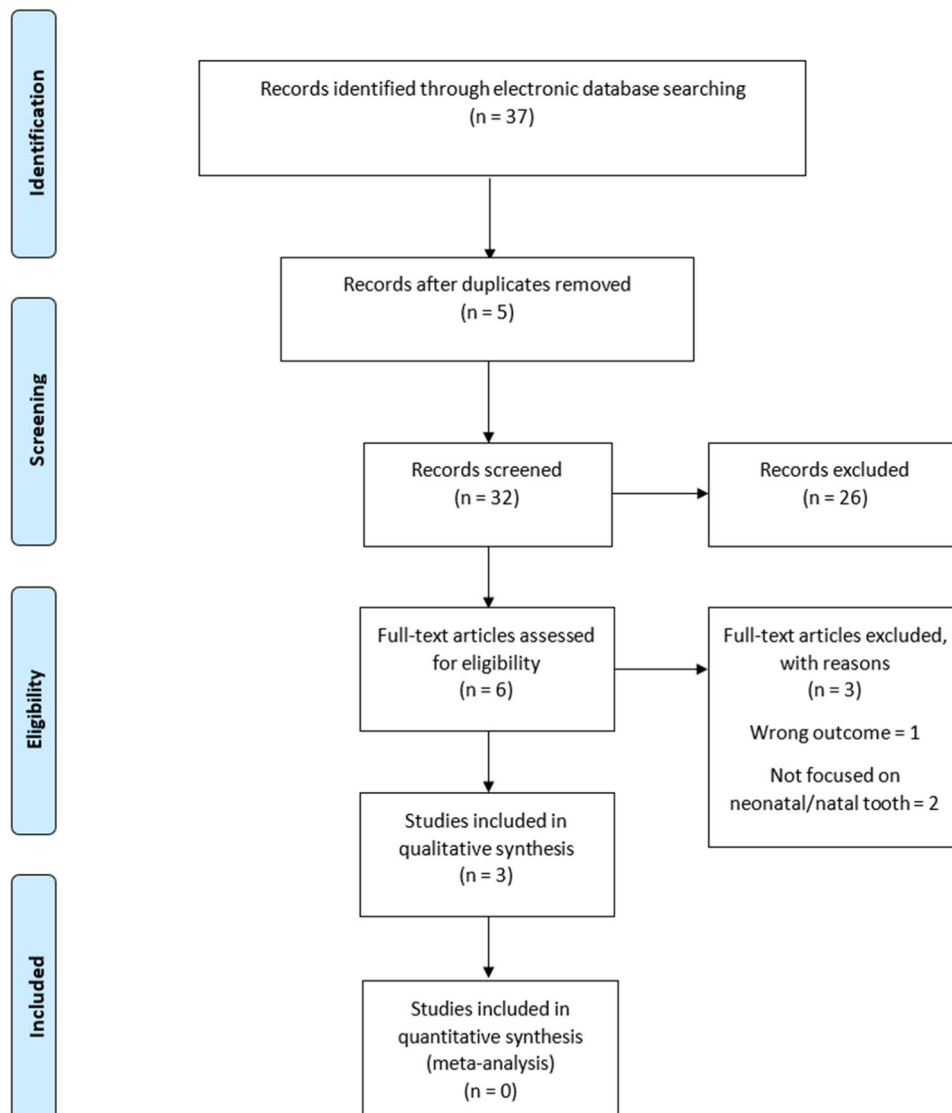 Identification
Records identified through electronic database searching
(n = 37)
Records after duplicates removed
(n = 5)
Screening
Records screened
(n = 32)
Records excluded
(n = 26)
Eligibility
Full-text articles assessed
for eligibility
(n = 6)
Full-text articles excluded,
with reasons
(n = 3)
Wrong outcome = 1
Not focused on
neonatal/natal tooth = 2
Studies included in
qualitative synthesis
(n = 3)
Included
Studies included in
quantitative synthesis
(meta-analysis)
(n = 0)